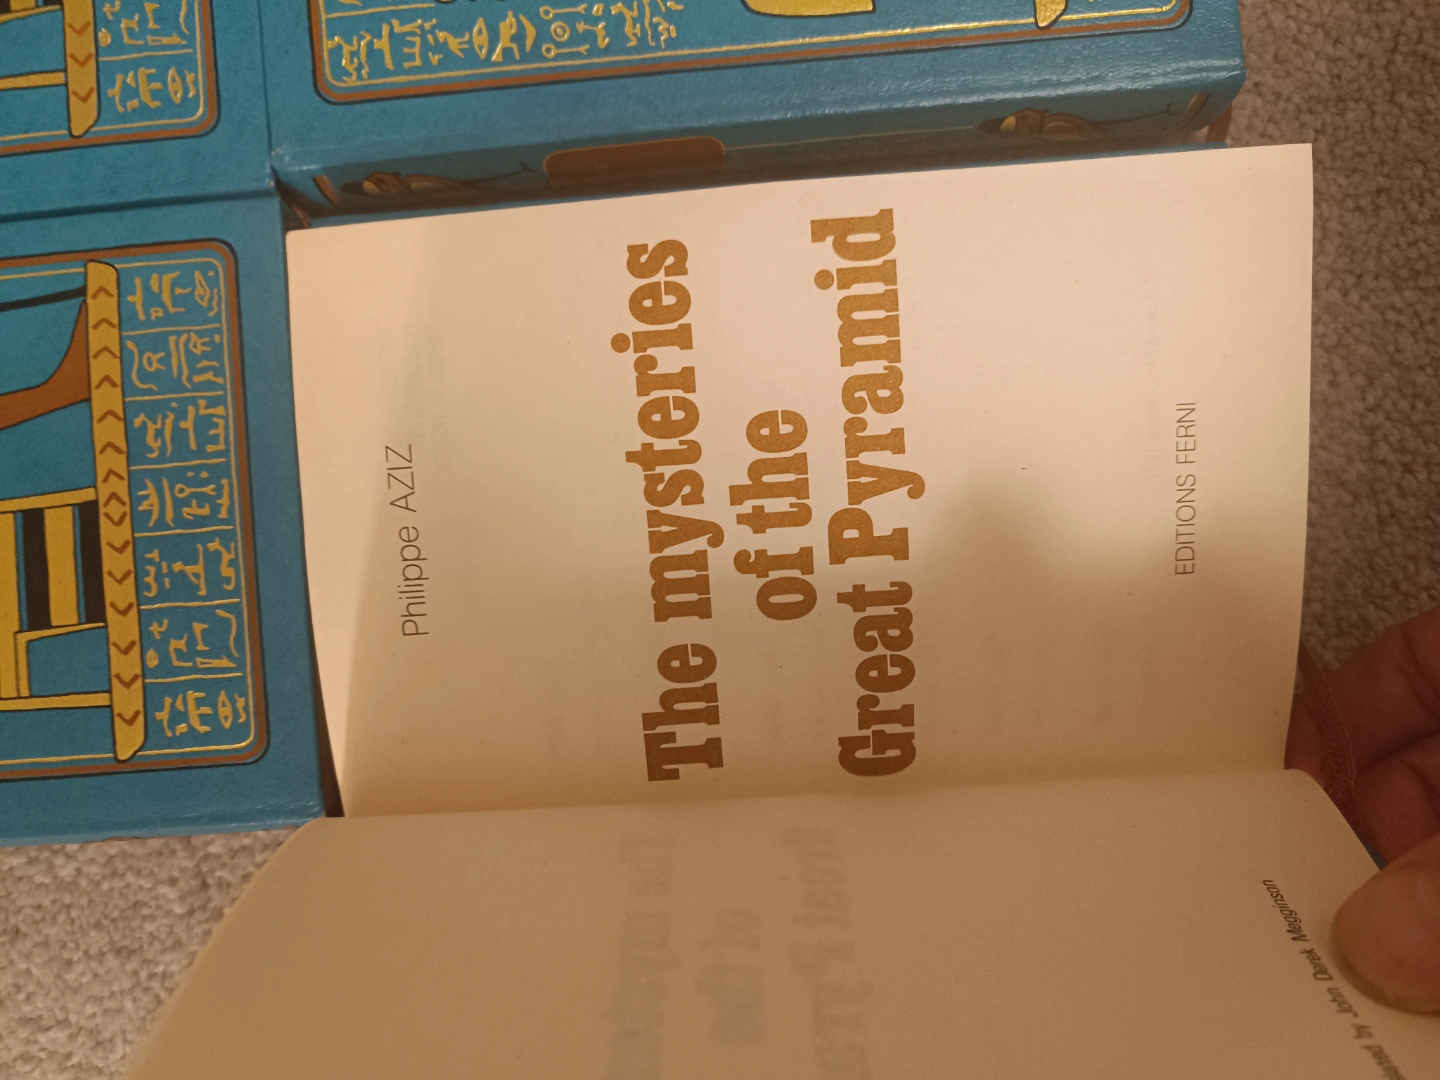 Philippe AZIZ
The mysteries
of the
Great Pyramid
EDITIONS FERNI
by John Derek Megginson